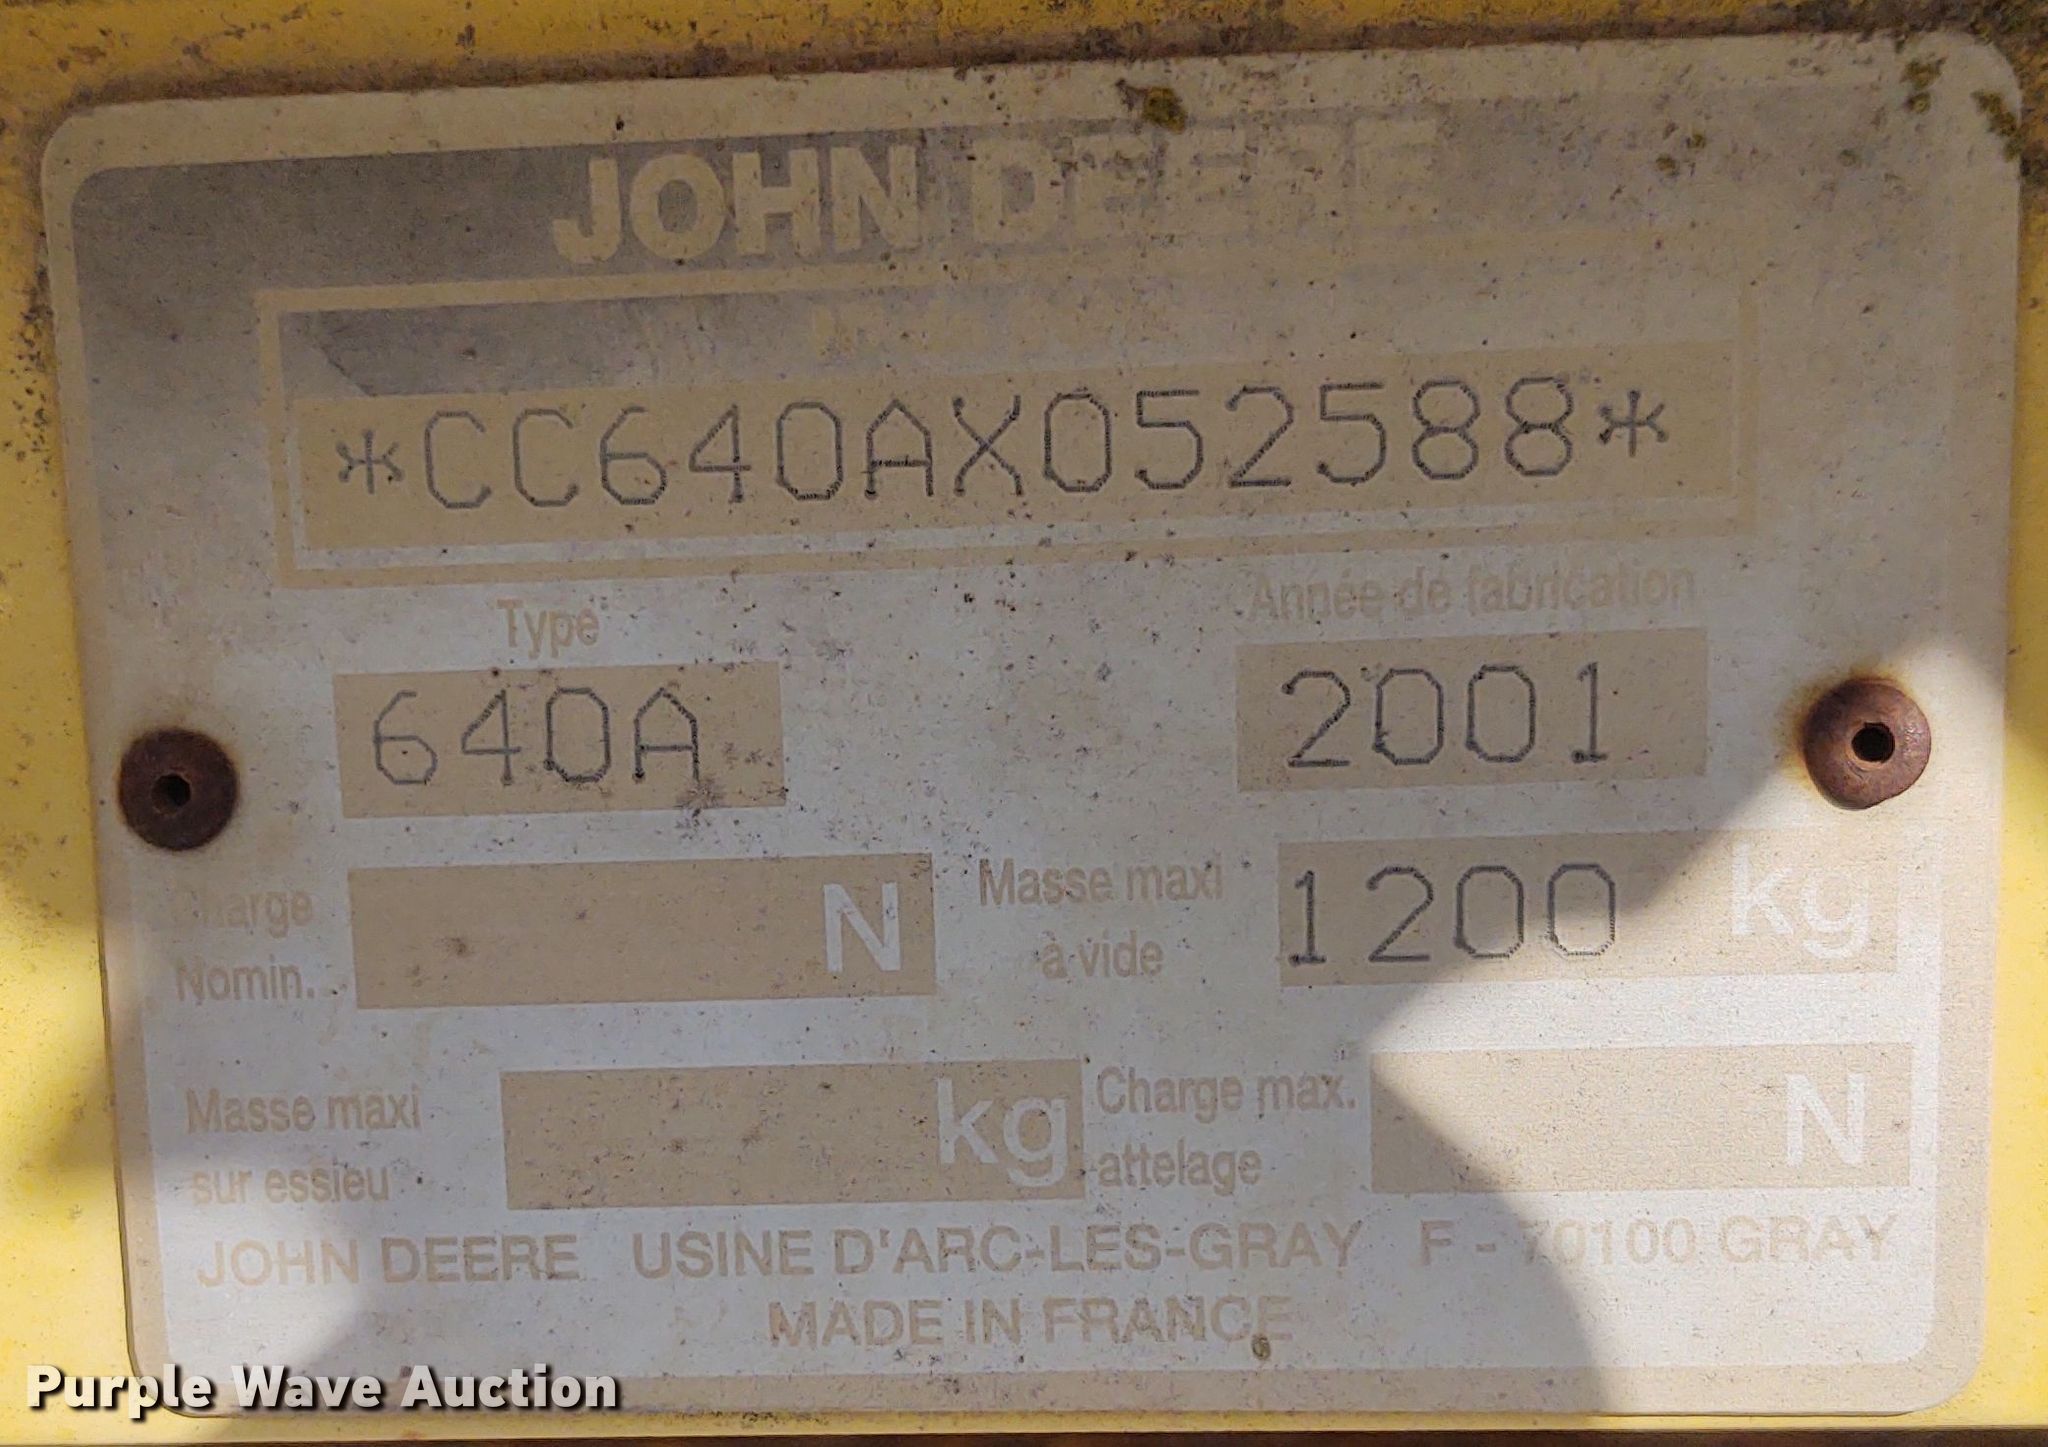 JOHN DEERE
*CC640AX052588*
Type
Année de fabrication
640A
2001
Charge
Nomin.
N
Masse maxi
à vide
1200 kg
Masse maxi
sur essieu
kg
Charge max.
attelage
N
JOHN DEERE USINE D'ARC-LES-GRAY F - 70100 GRAY
MADE IN FRANCE
Purple Wave Auction